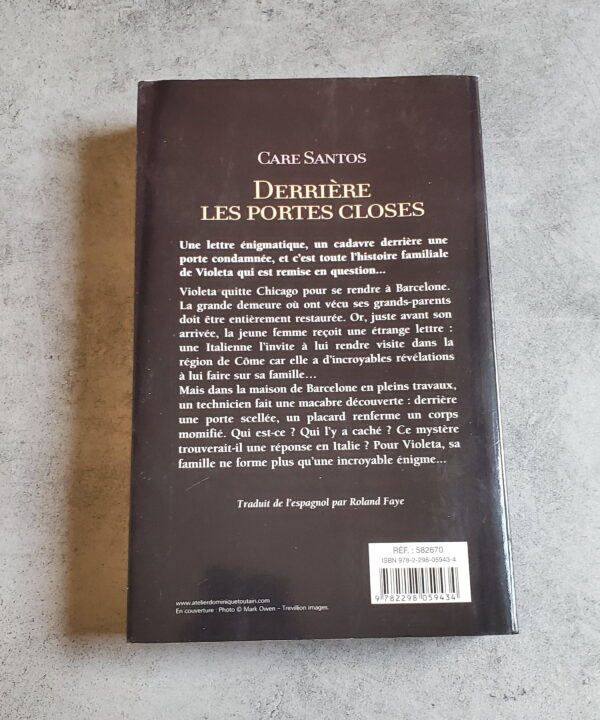 CARE SANTOS
DERRIÈRE
LES PORTES CLOSES
Une lettre énigmatique, un cadavre derrière une
porte condamnée, et c'est toute l'histoire familiale
de Violeta qui est remise en question...
Violeta quitte Chicago pour se rendre à Barcelone.
La grande demeure où ont vécu ses grands-parents
doit être entièrement restaurée. Or, juste avant son
arrivée, la jeune femme reçoit une étrange lettre :
une Italienne l'invite à lui rendre visite dans la
région de Côme car elle a d'incroyables révélations
à lui faire sur sa famille…
Mais dans la maison de Barcelone en pleins travaux,
un technicien fait une macabre découverte : derrière
une porte scellée, un placard renferme un corps
momifié. Qui est-ce ? Qui l'y a caché ? Ce mystère
trouverait-il une réponse en Italie ? Pour Violeta, sa
famille ne forme plus qu'une incroyable énigme...
Traduit de l'espagnol par Roland Faye
RÉF. : 582670
ISBN 978-2-298-05943-4
9 782298 059434
www.atelierdominiquetoutain.com
En couverture : Photo © Mark Owen – Trevillion images.